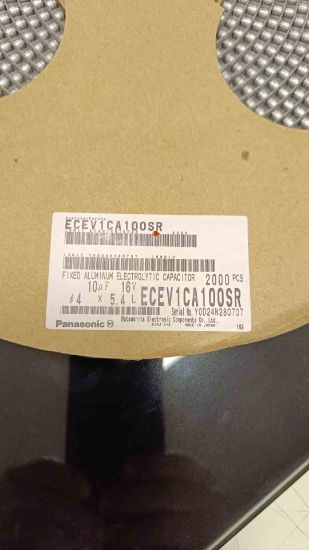 ECEV1CA100SR
FIXED ALUMINUM ELECTROLYTIC CAPACITOR 2000 PCS
10μF 16V
φ4 × 5.4 L ECEV1CA100SR
Serial No. Y0D24N280707
Panasonic
Matsushita Electronic Components Co., Ltd.
MADE IN JAPAN